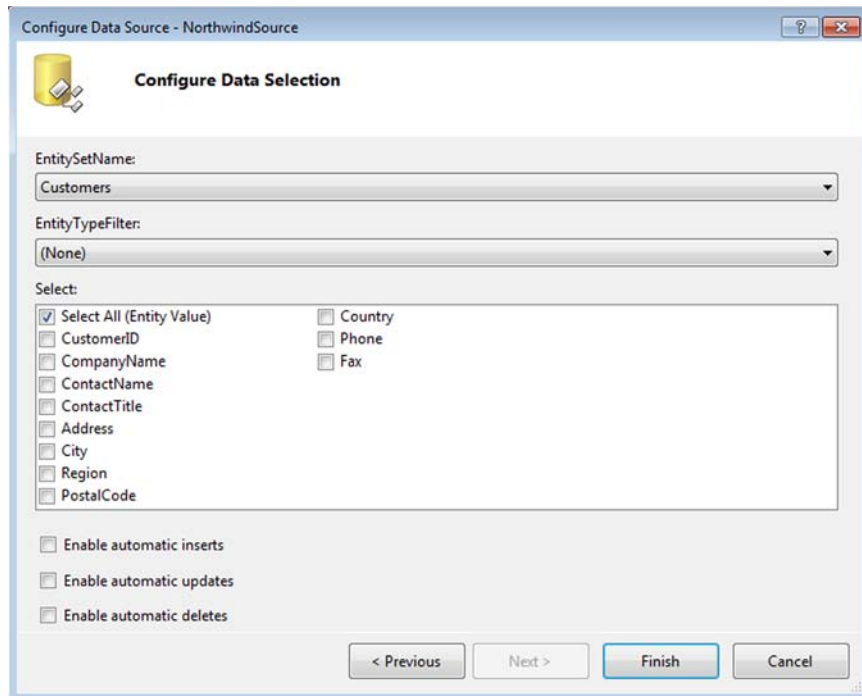 Configure Data Source - NorthwindSource
Configure Data Selection
EntitySetName:
Customers
EntityTypeFilter:
(None)
Select:
Select All (Entity Value)
CustomerID
CompanyName
ContactName
ContactTitle
Address
City
Region
PostalCode
Country
Phone
Fax
Enable automatic inserts
Enable automatic updates
Enable automatic deletes
< Previous
Next >
Finish
Cancel